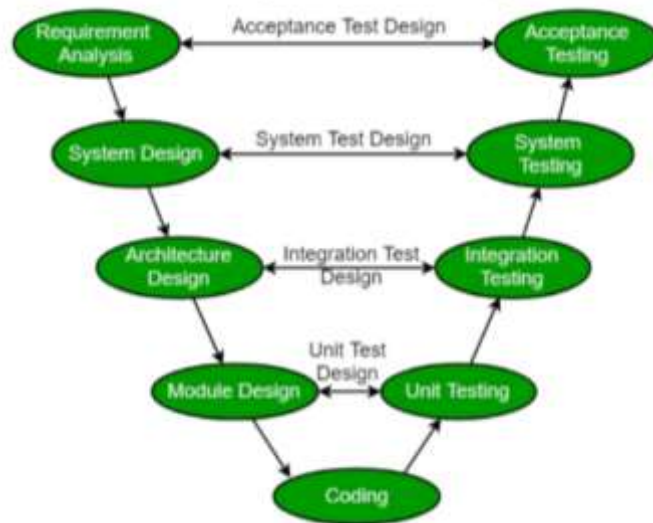 Requirement
Analysis
Acceptance Test Design
Acceptance
Testing
System Design
System Test Design
System
Testing
Architecture
Design
Integration Test
Design
Integration
Testing
Module Design
Unit Test
Design
Unit Testing
Coding